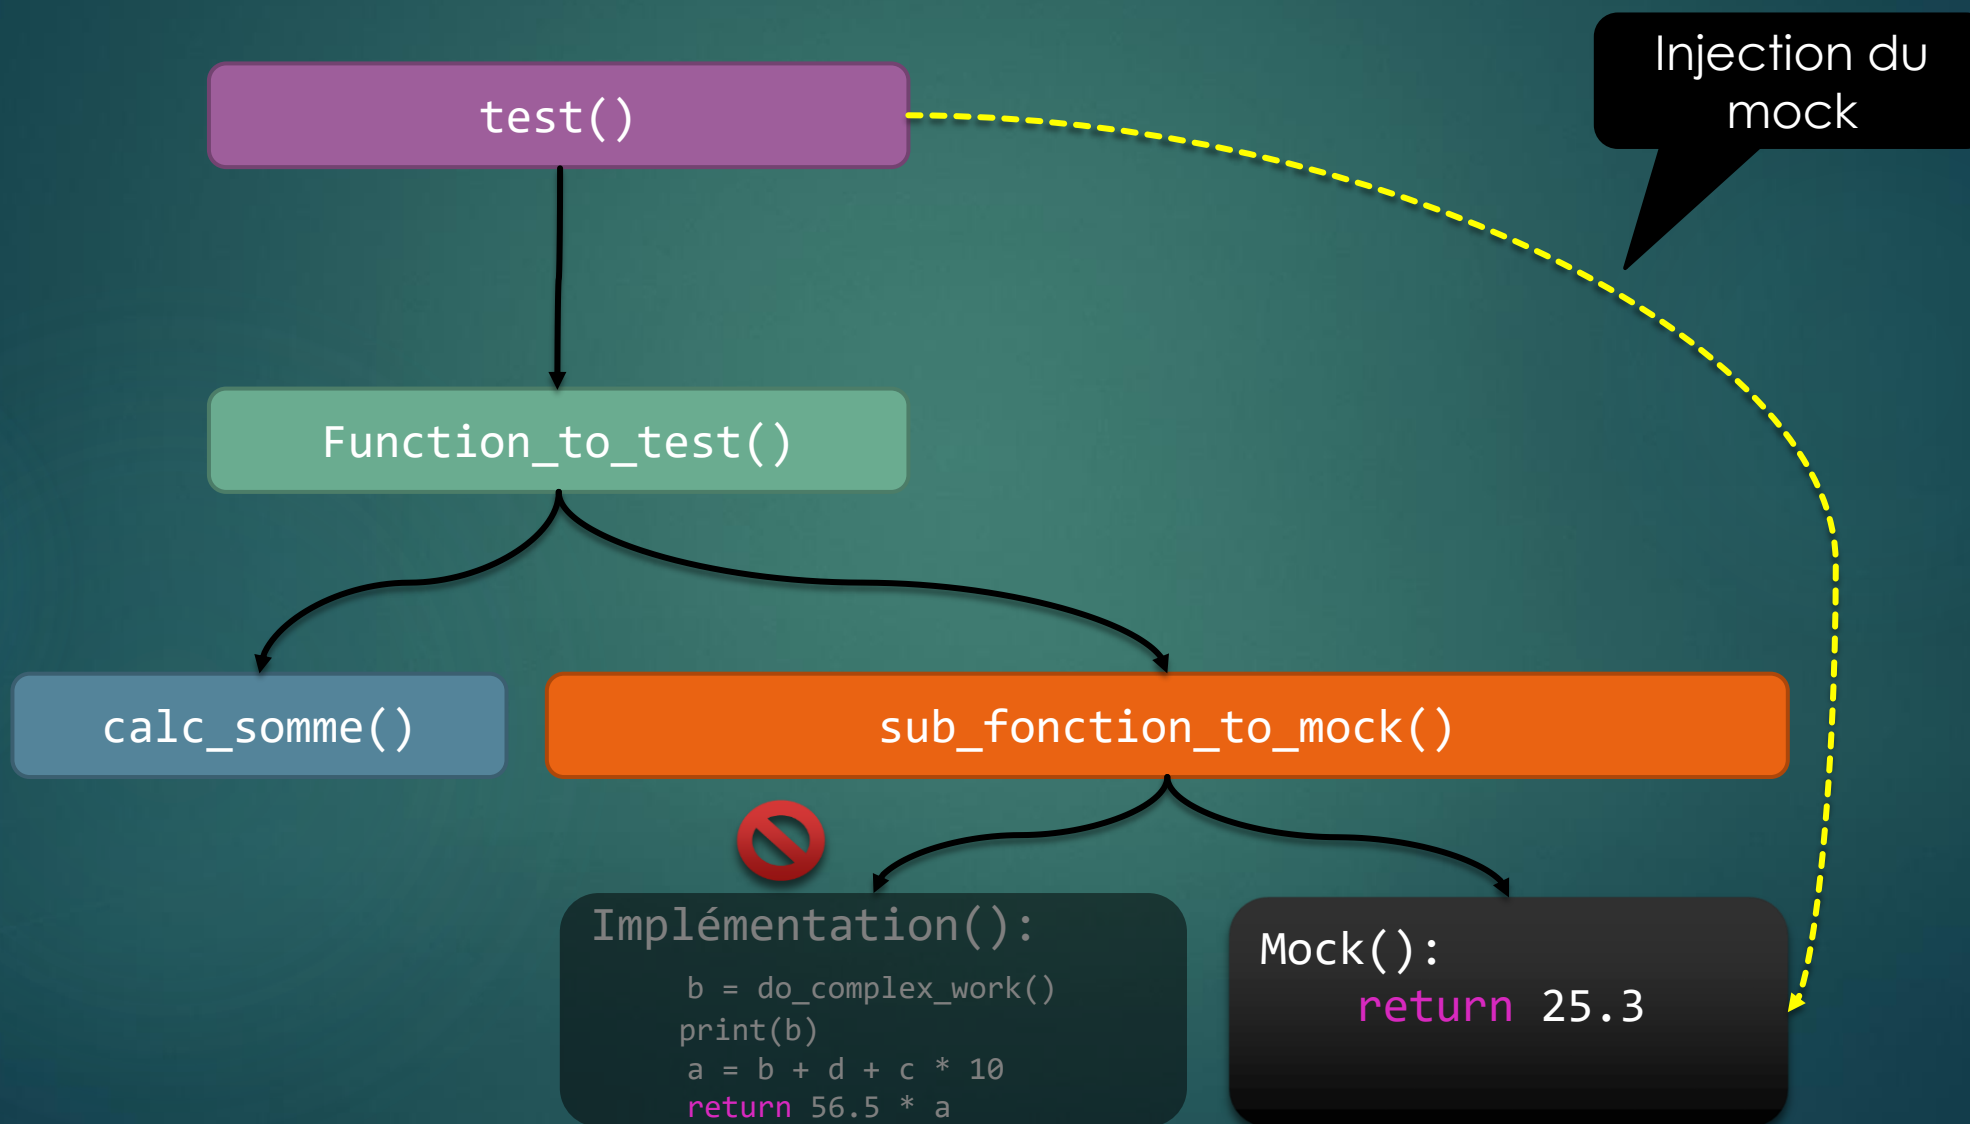 Injection du
mock
test()
Function_to_test()
calc_somme()
sub_fonction_to_mock()
Implémentation():
b = do_complex_work()
print(b)
a = b + d + c * 10
return 56.5 * a
Mock():
return 25.3